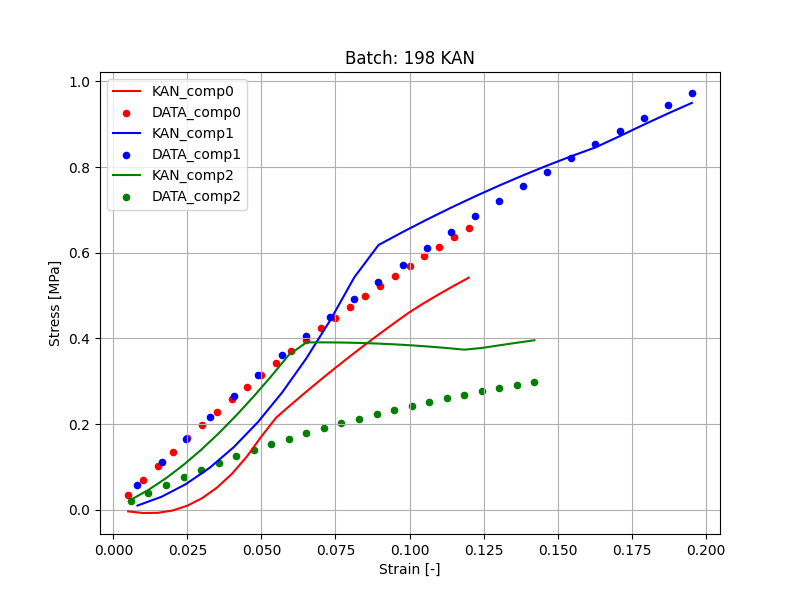 Batch: 198 KAN
KAN_comp0
DATA_comp0
KAN_comp1
DATA_comp1
KAN_comp2
DATA_comp2
Stress [MPa]
1.0
0.8
0.6
0.4
0.2
0.0
0.000 0.025 0.050 0.075 0.100 0.125 0.150 0.175 0.200
Strain [-]